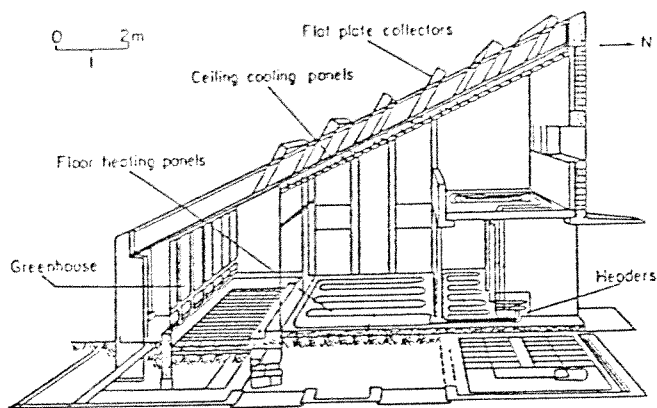 0 2m
Flat plate collectors
N
Ceiling cooling panels
Floor heating panels
Greenhouse
Headers